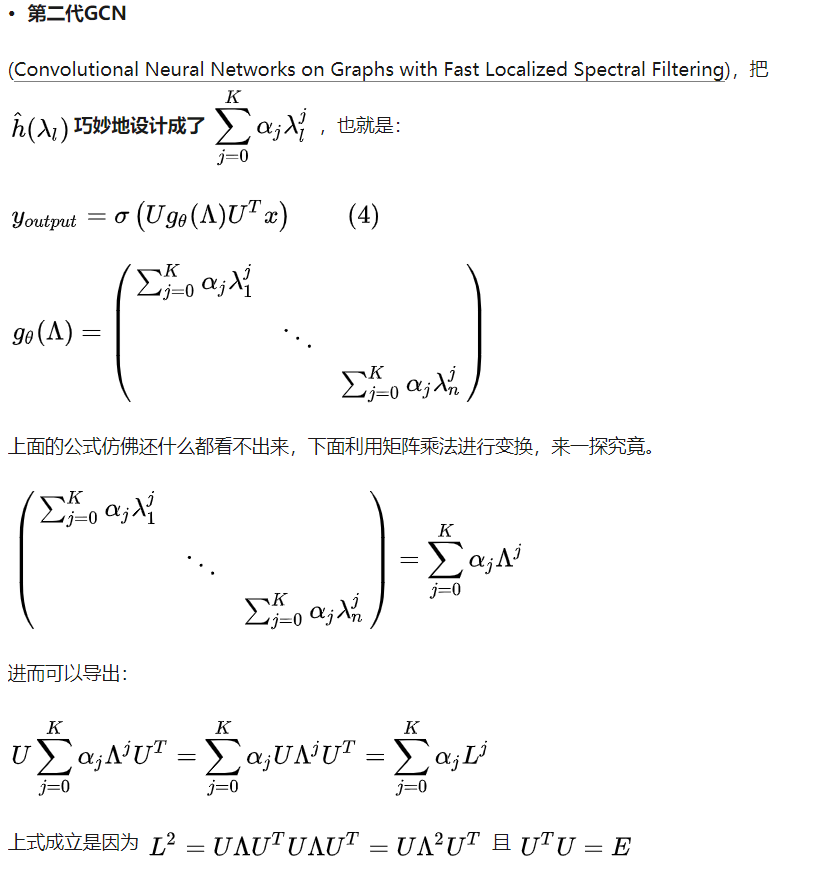 • 第二代GCN
(Convolutional Neural Networks on Graphs with Fast Localized Spectral Filtering)，把
$\hat{h}(\lambda_l)$ 巧妙地设计成了 $\sum_{j=0}^{K} \alpha_j \lambda_l^j$ ，也就是：
$y_{output} = \sigma \left( U g_\theta(\Lambda) U^T x \right) \qquad (4)$
$g_\theta(\Lambda) = \begin{pmatrix} \sum_{j=0}^{K} \alpha_j \lambda_1^j & & \\ & \ddots & \\ & & \sum_{j=0}^{K} \alpha_j \lambda_n^j \end{pmatrix}$
上面的公式仿佛还什么都看不出来，下面利用矩阵乘法进行变换，来一探究竟。
$\begin{pmatrix} \sum_{j=0}^{K} \alpha_j \lambda_1^j & & \\ & \ddots & \\ & & \sum_{j=0}^{K} \alpha_j \lambda_n^j \end{pmatrix} = \sum_{j=0}^{K} \alpha_j \Lambda^j$
进而可以导出：
$U \sum_{j=0}^{K} \alpha_j \Lambda^j U^T = \sum_{j=0}^{K} \alpha_j U \Lambda^j U^T = \sum_{j=0}^{K} \alpha_j L^j$
上式成立是因为 $L^2 = U \Lambda U^T U \Lambda U^T = U \Lambda^2 U^T$ 且 $U^T U = E$